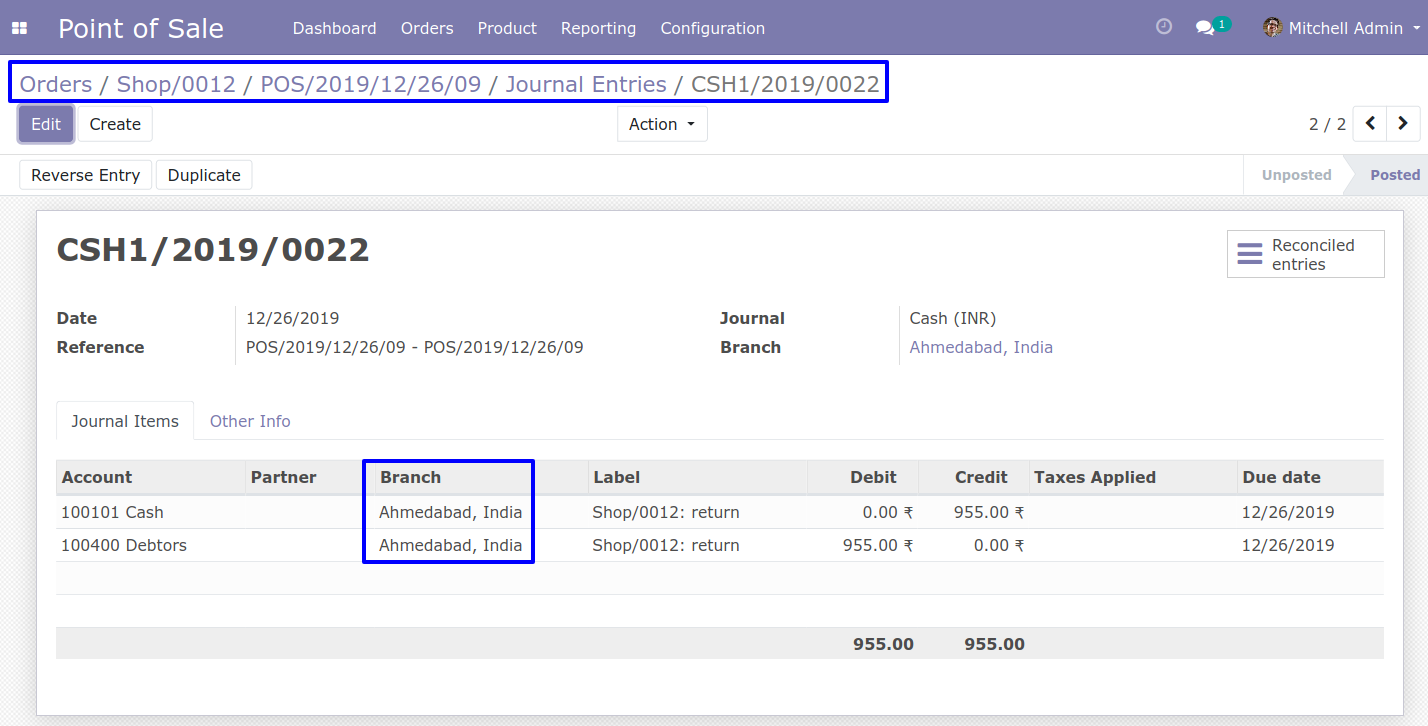 Point of Sale Dashboard Orders Product Reporting Configuration 1 Mitchell Admin
Orders / Shop/0012 / POS/2019/12/26/09 / Journal Entries / CSH1/2019/0022
Edit Create Action 2 / 2
Reverse Entry Duplicate Unposted Posted
CSH1/2019/0022
Reconciled
entries
Date 12/26/2019 Journal Cash (INR)
Reference POS/2019/12/26/09 - POS/2019/12/26/09 Branch Ahmedabad, India
Journal Items Other Info
Account Partner Branch Label Debit Credit Taxes Applied Due date
100101 Cash Ahmedabad, India Shop/0012: return 0.00 ₹ 955.00 ₹ 12/26/2019
100400 Debtors Ahmedabad, India Shop/0012: return 955.00 ₹ 0.00 ₹ 12/26/2019
955.00 955.00